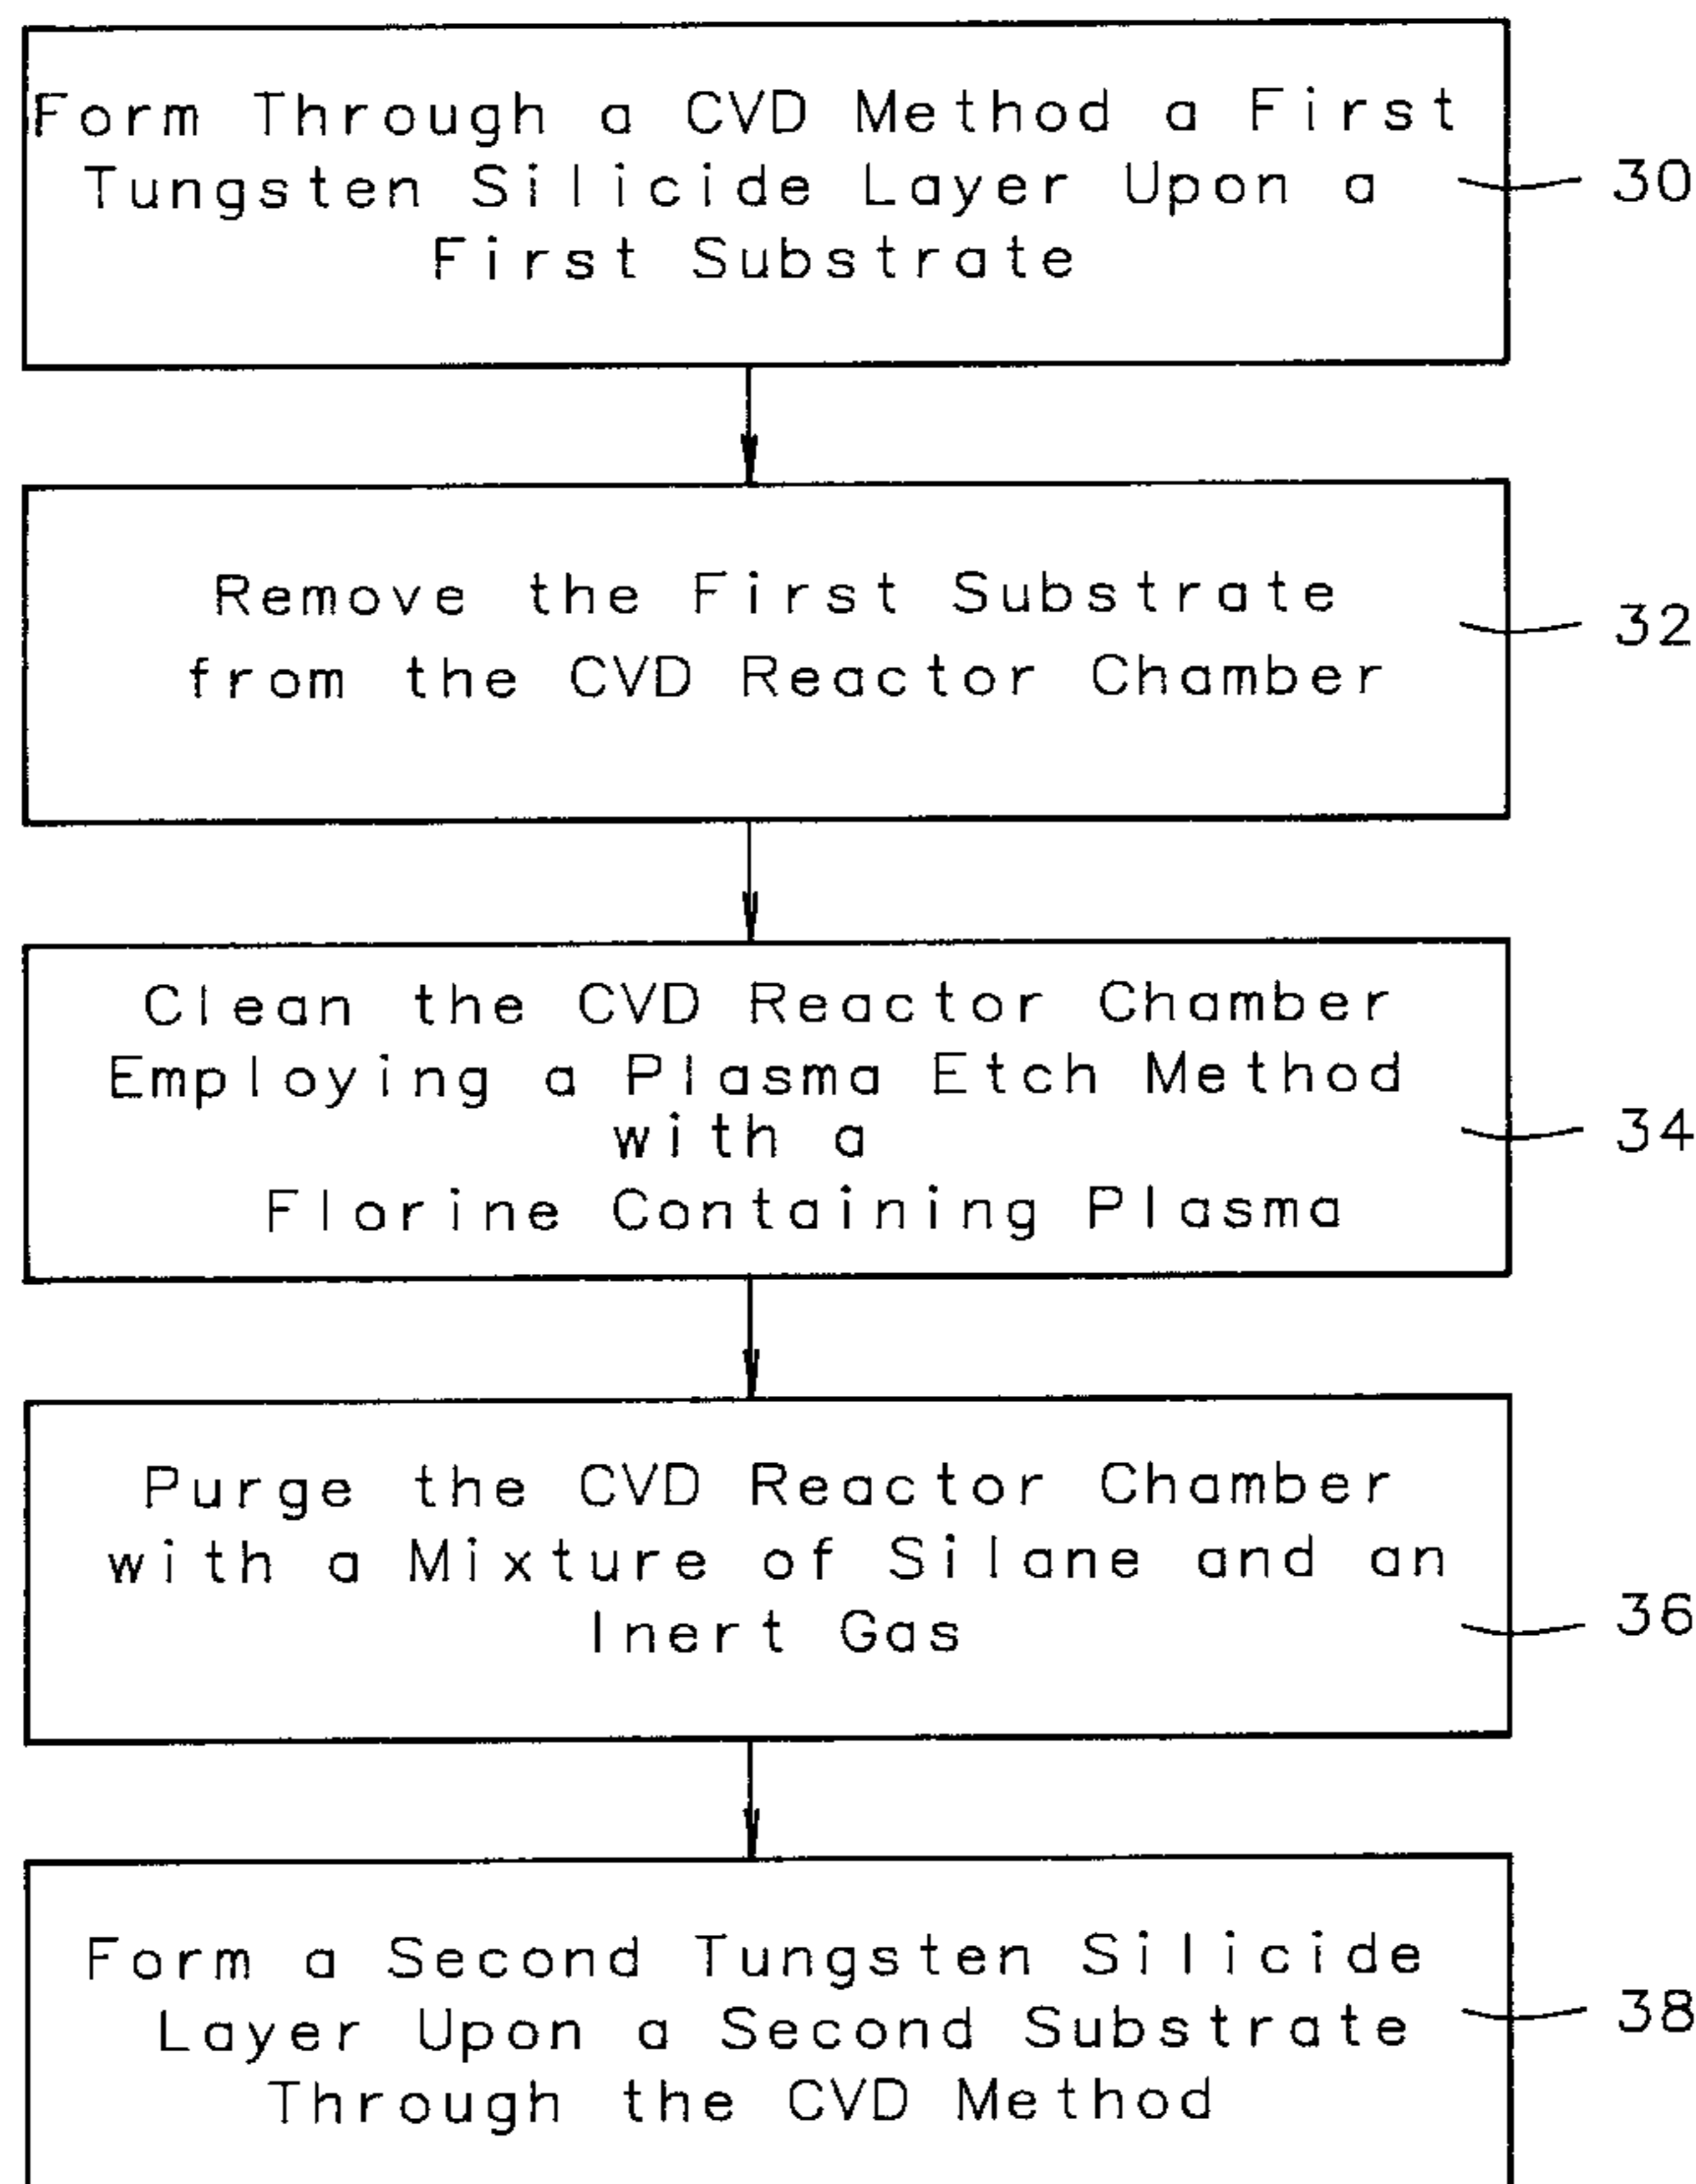 Form Through a CVD Method a First
Tungsten Silicide Layer Upon a
First Substrate
30
Remove the First Substrate
from the CVD Reactor Chamber
32
Clean the CVD Reactor Chamber
Employing a Plasma Etch Method
with a
Florine Containing Plasma
34
Purge the CVD Reactor Chamber
with a Mixture of Silane and an
Inert Gas
36
Form a Second Tungsten Silicide
Layer Upon a Second Substrate
Through the CVD Method
38